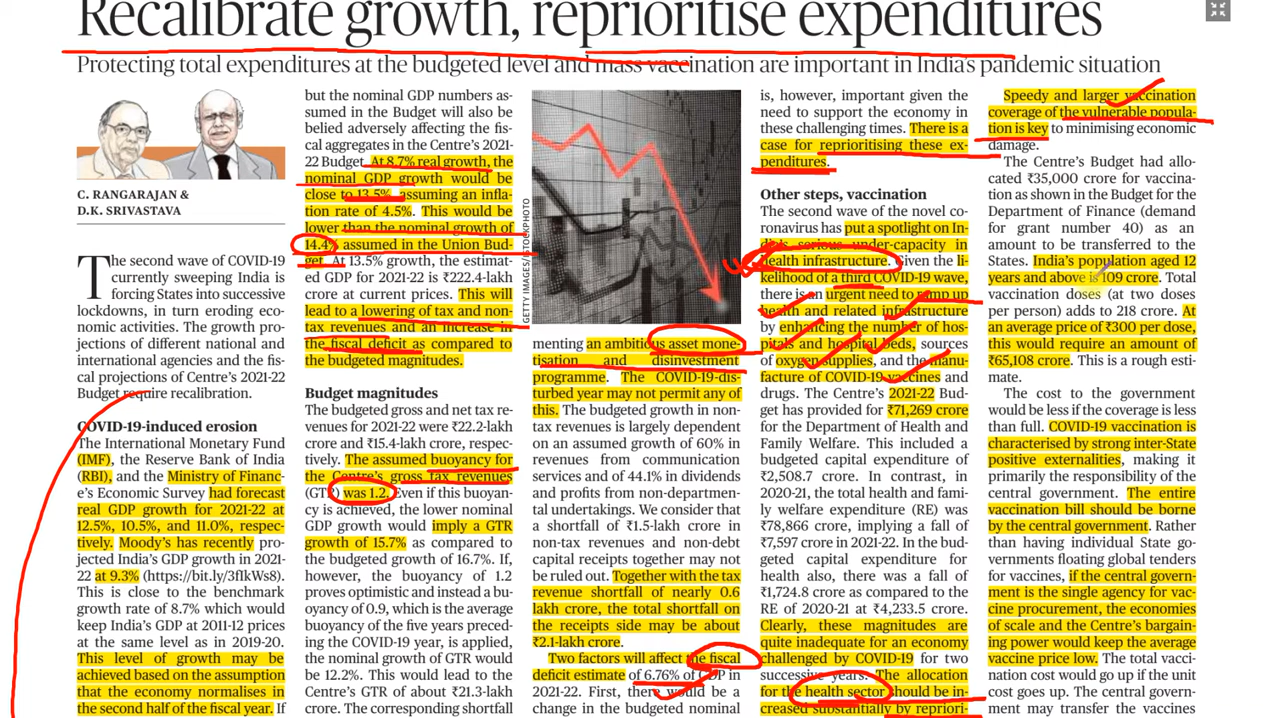 Recalibrate growth, reprioritise expenditures
Protecting total expenditures at the budgeted level and mass vaccination are important in India's pandemic situation
C. RANGARAJAN &
D.K. SRIVASTAVA
The second wave of COVID-19
currently sweeping India is
forcing States into successive
lockdowns, in turn eroding eco-
nomic activities. The growth pro-
jections of different national and
international agencies and the fis-
cal projections of Centre's 2021-22
Budget require recalibration.
COVID-19-induced erosion
The International Monetary Fund
(IMF), the Reserve Bank of India
(RBI), and the Ministry of Financ-
e's Economic Survey had forecast
real GDP growth for 2021-22 at
12.5%, 10.5%, and 11.0%, respec-
tively. Moody's has recently pro-
jected India's GDP growth in 2021-
22 at 9.3% (https://bit.ly/3flkWs8).
This is close to the benchmark
growth rate of 8.7% which would
keep India's GDP at 2011-12 prices
at the same level as in 2019-20.
This level of growth may be
achieved based on the assumption
that the economy normalises in
the second half of the fiscal year. If
but the nominal GDP numbers as-
sumed in the Budget will also be
belied adversely affecting the fis-
cal aggregates in the Centre's 2021-
22 Budget. At 8.7% real growth, the
nominal GDP growth would be
close to 13.5%, assuming an infla-
tion rate of 4.5%. This would be
lower than the nominal growth of
14.4% assumed in the Union Bud-
get. At 13.5% growth, the estimat-
ed GDP for 2021-22 is ₹222.4-lakh
crore at current prices. This will
lead to a lowering of tax and non-
tax revenues and an increase in
the fiscal deficit as compared to
the budgeted magnitudes.
Budget magnitudes
The budgeted gross and net tax re-
venues for 2021-22 were ₹22.2-lakh
crore and ₹15.4-lakh crore, respec-
tively. The assumed buoyancy for
the Centre's gross tax revenues
(GTR) was 1.2. Even if this buoyan-
cy is achieved, the lower nominal
GDP growth would imply a GTR
growth of 15.7% as compared to
the budgeted growth of 16.7%. If,
however, the buoyancy of 1.2
proves optimistic and instead a bu-
oyancy of 0.9, which is the average
buoyancy of the five years preced-
ing the COVID-19 year, is applied,
the nominal growth of GTR would
be 12.2%. This would lead to the
Centre's GTR of about ₹21.3-lakh
crore. The corresponding shortfall
GETTY IMAGES/ISTOCKPHOTO
menting an ambitious asset mone-
tisation and disinvestment
programme. The COVID-19-dis-
turbed year may not permit any of
this. The budgeted growth in non-
tax revenues is largely dependent
on an assumed growth of 60% in
revenues from communication
services and of 44.1% in dividends
and profits from non-departmen-
tal undertakings. We consider that
a shortfall of ₹1.5-lakh crore in
non-tax revenues and non-debt
capital receipts together may not
be ruled out. Together with the tax
revenue shortfall of nearly 0.6
lakh crore, the total shortfall on
the receipts side may be about
₹2.1-lakh crore.
Two factors will affect the fiscal
deficit estimate of 6.76% of GDP in
2021-22. First, there would be a
change in the budgeted nominal
is, however, important given the
need to support the economy in
these challenging times. There is a
case for reprioritising these ex-
penditures.
Other steps, vaccination
The second wave of the novel co-
ronavirus has put a spotlight on In-
dia's serious under-capacity in
health infrastructure. Given the li-
kelihood of a third COVID-19 wave,
there is an urgent need to ramp up
health and related infrastructure
by enhancing the number of hos-
pitals and hospital beds, sources
of oxygen supplies, and the manu-
facture of COVID-19 vaccines and
drugs. The Centre's 2021-22 Bud-
get has provided for ₹71,269 crore
for the Department of Health and
Family Welfare. This included a
budgeted capital expenditure of
₹2,508.7 crore. In contrast, in
2020-21, the total health and fami-
ly welfare expenditure (RE) was
₹78,866 crore, implying a fall of
₹7,597 crore in 2021-22. In the bud-
geted capital expenditure for
health also, there was a fall of
₹1,724.8 crore as compared to the
RE of 2020-21 at ₹4,233.5 crore.
Clearly, these magnitudes are
quite inadequate for an economy
challenged by COVID-19 for two
successive years. The allocation
for the health sector should be in-
creased substantially by repriori-
Speedy and larger vaccination
coverage of the vulnerable popula-
tion is key to minimising economic
damage.
The Centre's Budget had allo-
cated ₹35,000 crore for vaccina-
tion as shown in the Budget for the
Department of Finance (demand
for grant number 40) as an
amount to be transferred to the
States. India's population aged 12
years and above is 109 crore. Total
vaccination doses (at two doses
per person) adds to 218 crore. At
an average price of ₹300 per dose,
this would require an amount of
₹65,108 crore. This is a rough esti-
mate.
The cost to the government
would be less if the coverage is less
than full. COVID-19 vaccination is
characterised by strong inter-State
positive externalities, making it
primarily the responsibility of the
central government. The entire
vaccination bill should be borne
by the central government. Rather
than having individual State go-
vernments floating global tenders
for vaccines, if the central govern-
ment is the single agency for vac-
cine procurement, the economies
of scale and the Centre's bargain-
ing power would keep the average
vaccine price low. The total vacci-
nation cost would go up if the unit
cost goes up. The central govern-
ment may transfer the vaccines